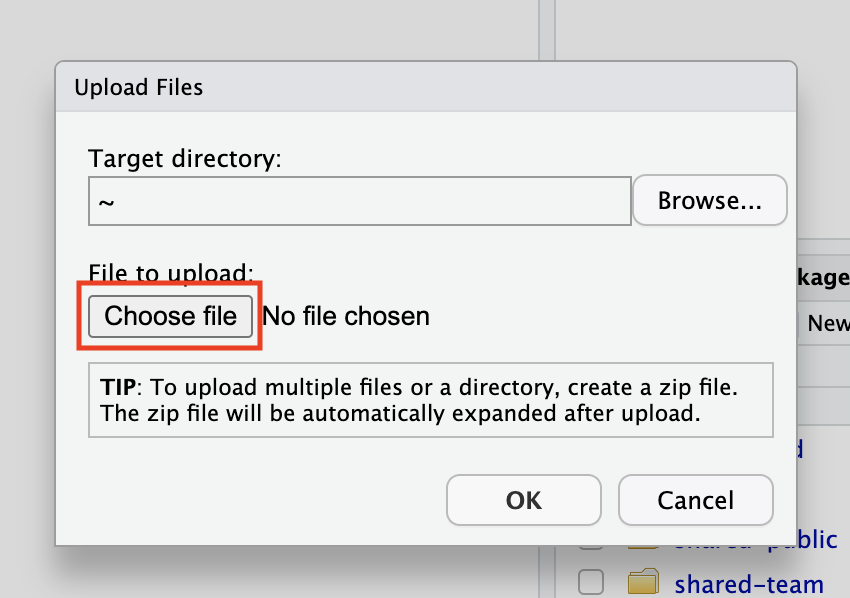 Upload Files
Target directory:
~
Browse...
File to upload:
Choose file No file chosen
TIP: To upload multiple files or a directory, create a zip file.
The zip file will be automatically expanded after upload.
OK
Cancel
New
shared-public
shared-team